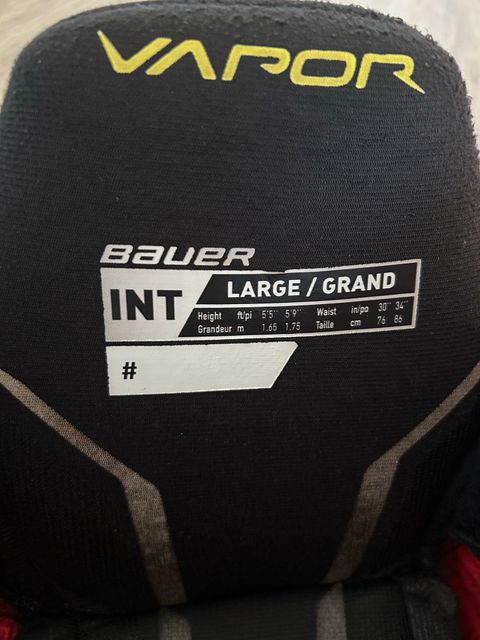 VAPOR
BAUER
INT LARGE / GRAND
Height ft/pi 5'5'' 5'9'' Waist in/po 30'' 34''
Grandeur m 1.65 1.75 Taille cm 76 86
#